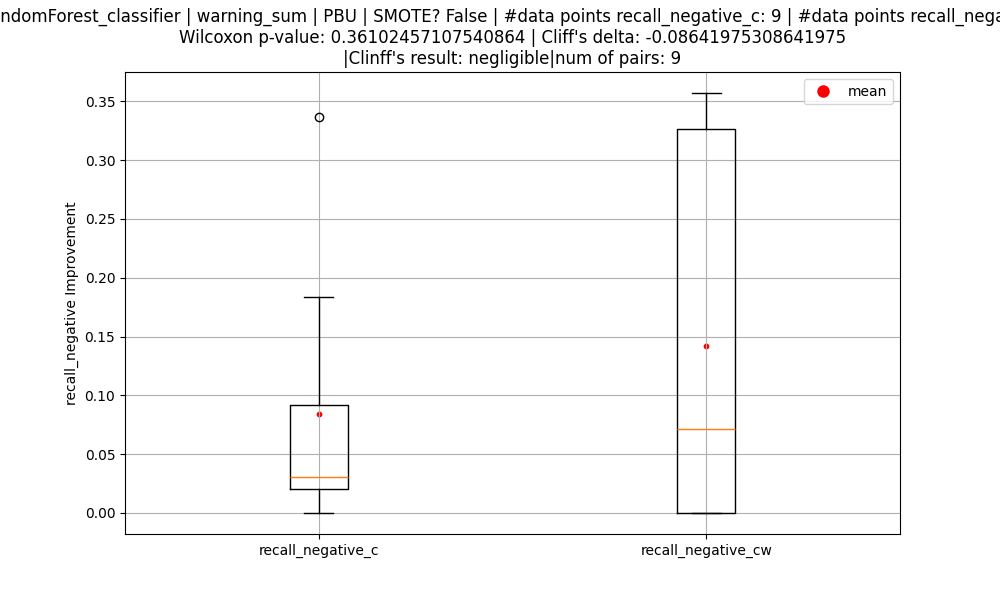 ndomForest_classifier | warning_sum | PBU | SMOTE? False | #data points recall_negative_c: 9 | #data points recall_nega
Wilcoxon p-value: 0.36102457107540864 | Cliff's delta: -0.08641975308641975
|Clinff's result: negligible|num of pairs: 9
mean
0.35
0.30
0.25
0.20
0.15
0.10
0.05
0.00
recall_negative Improvement
recall_negative_c
recall_negative_cw